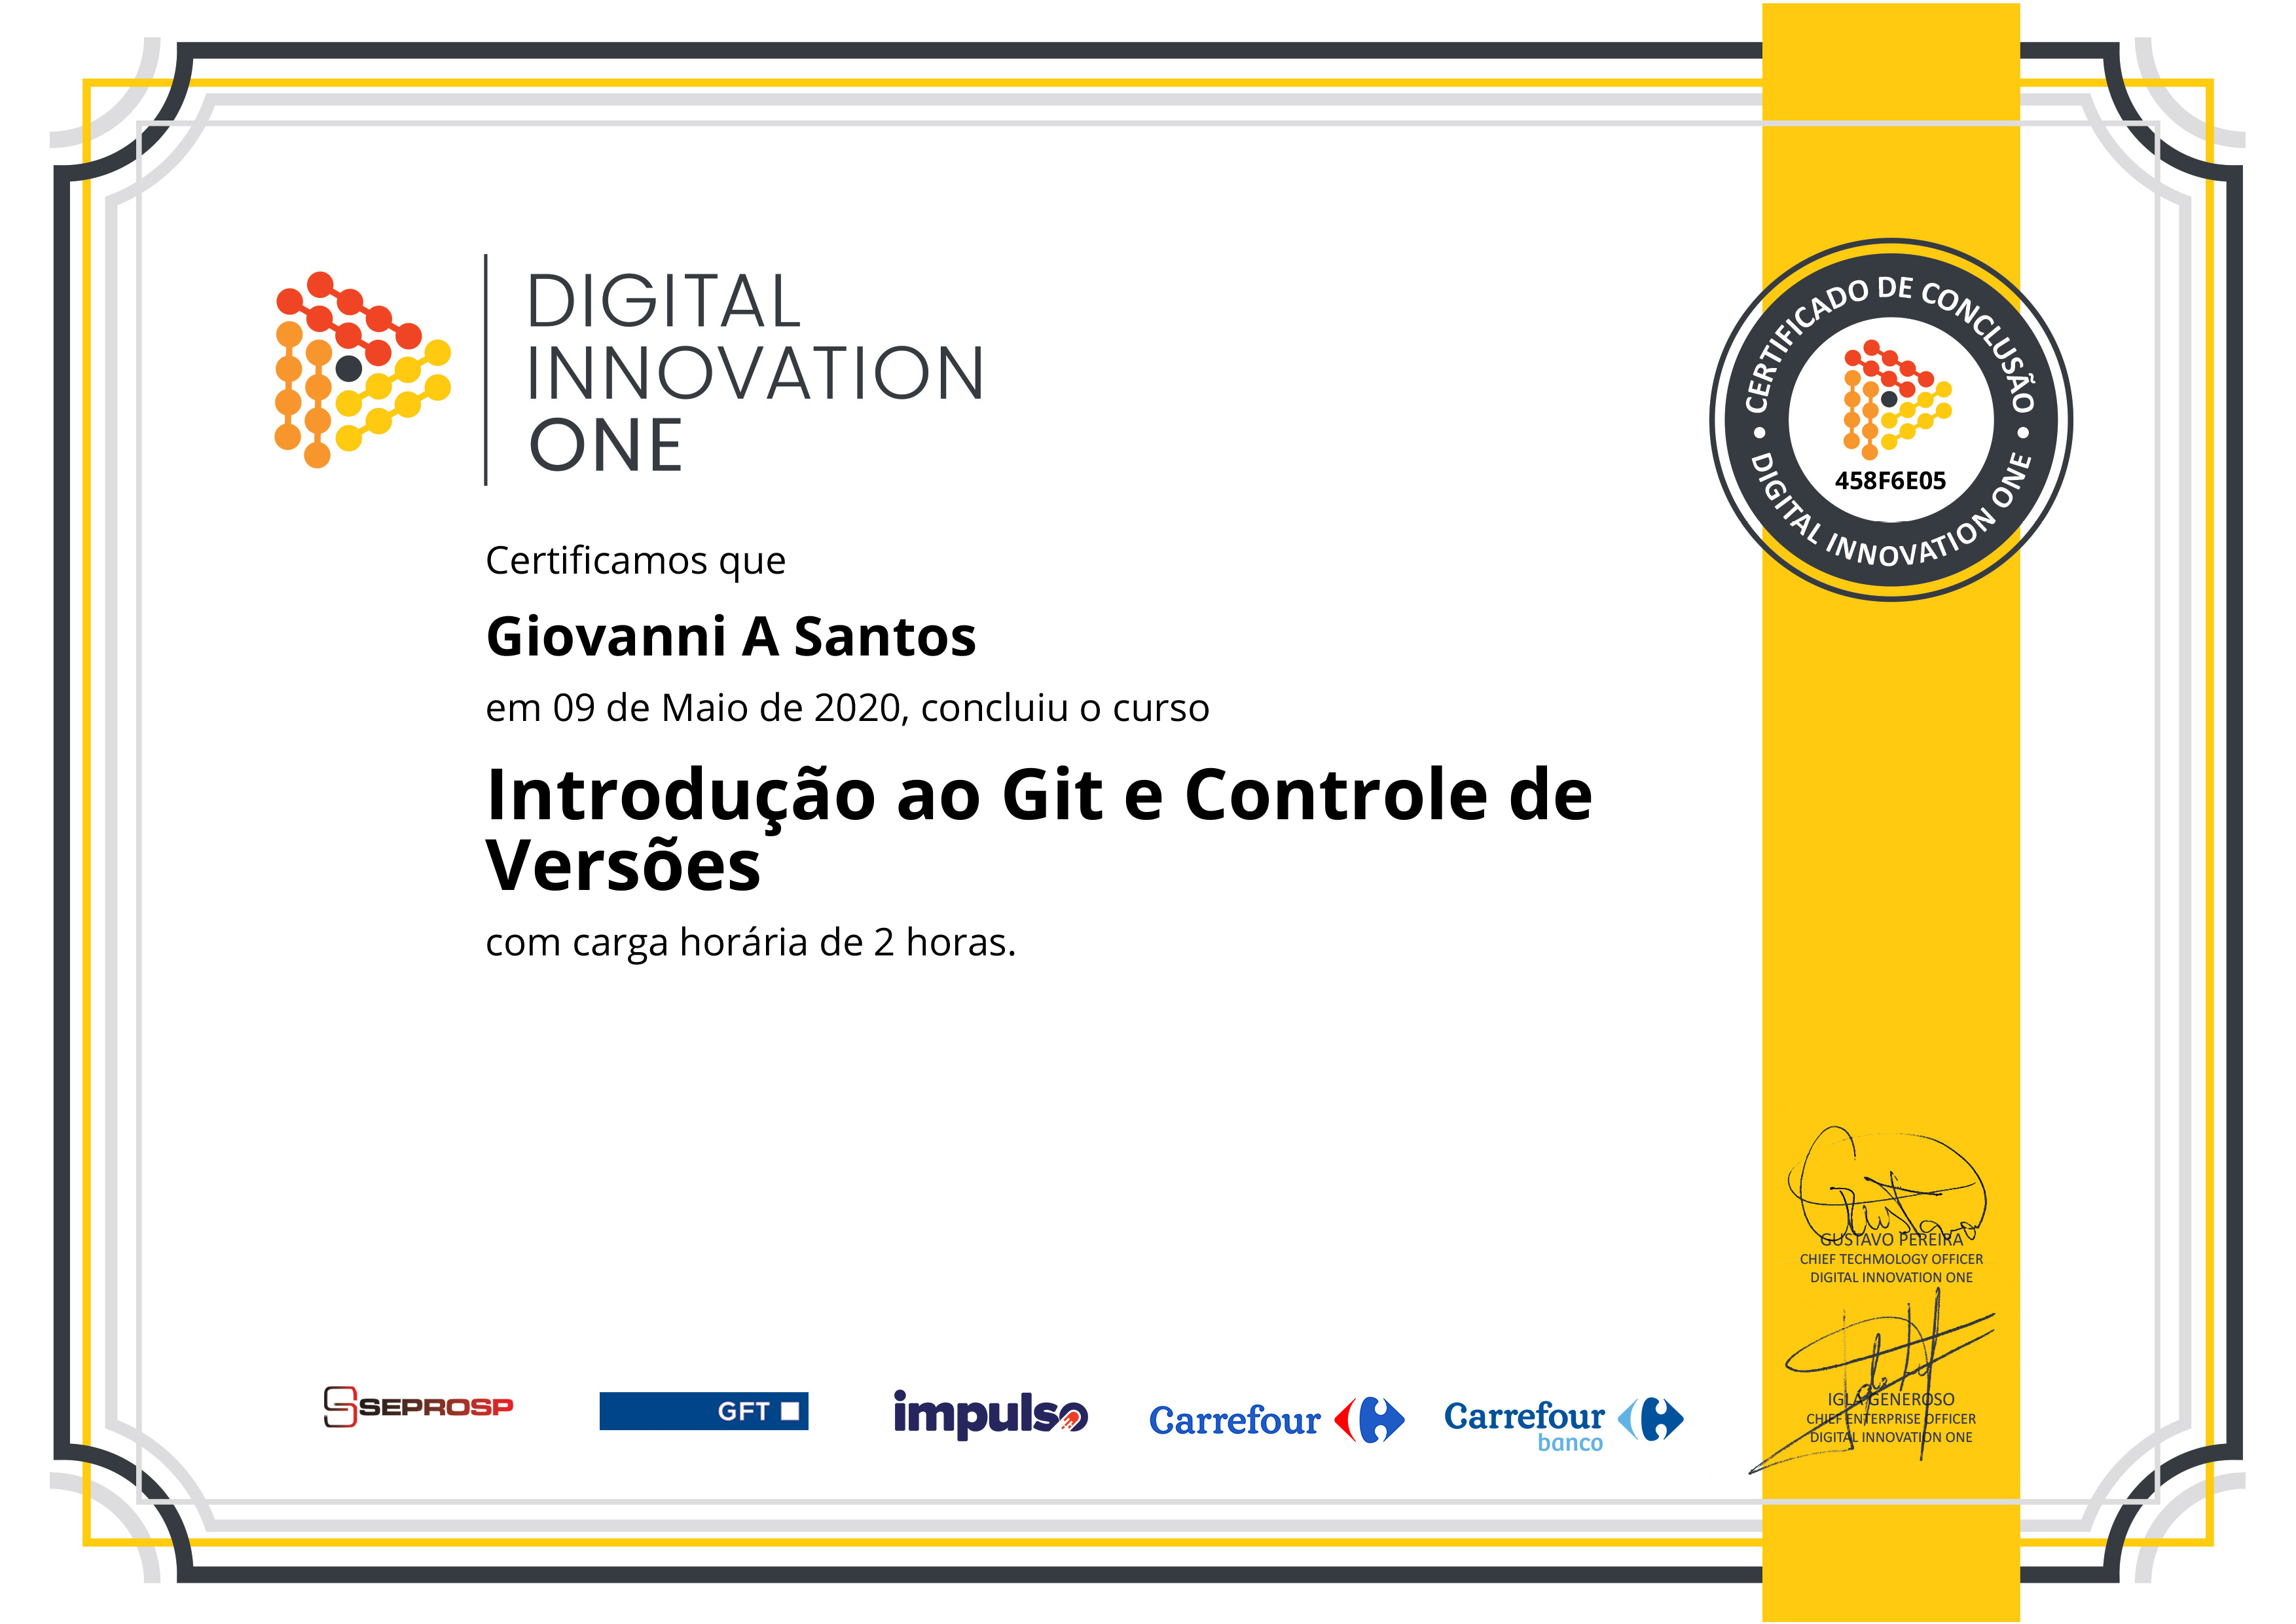 DIGITAL
INNOVATION
ONE
CERTIFICADO DE CONCLUSÃO
458F6E05
DIGITAL INNOVATION ONE
Certificamos que
Giovanni A Santos
em 09 de Maio de 2020, concluiu o curso
Introdução ao Git e Controle de
Versões
com carga horária de 2 horas.
GUSTAVO PEREIRA
CHIEF TECHMOLOGY OFFICER
DIGITAL INNOVATION ONE
IGLA GENEROSO
CHIEF ENTERPRISE OFFICER
DIGITAL INNOVATION ONE
SEPROSP
GFT
impulso
Carrefour
Carrefour
banco